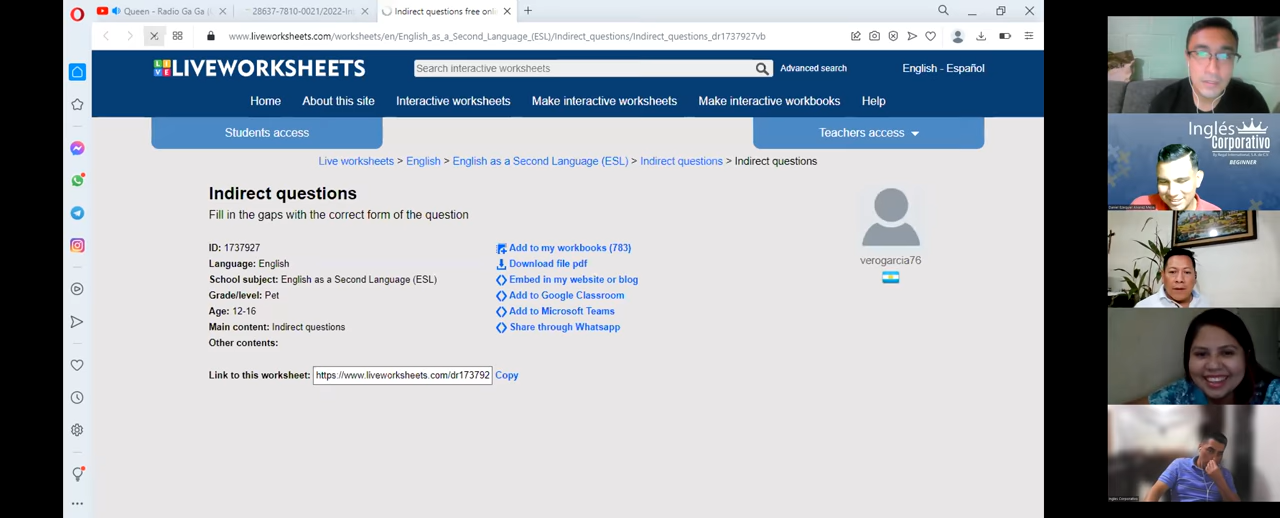 Queen - Radio Ga Ga (
28637-7810-0021/2022-In
Indirect questions free onl
www.liveworksheets.com/worksheets/en/English_as_a_Second_Language_(ESL)/Indirect_questions/Indirect_questions_dr1737927vb
LIVEWORKSHEETS
Search interactive worksheets
Advanced search
English - Español
Home About this site Interactive worksheets Make interactive worksheets Make interactive workbooks Help
Students access
Teachers access
Live worksheets > English > English as a Second Language (ESL) > Indirect questions > Indirect questions
Indirect questions
Fill in the gaps with the correct form of the question
ID: 1737927
Language: English
School subject: English as a Second Language (ESL)
Grade/level: Pet
Age: 12-16
Main content: Indirect questions
Other contents:
Add to my workbooks (783)
Download file pdf
Embed in my website or blog
Add to Google Classroom
Add to Microsoft Teams
Share through Whatsapp
Link to this worksheet: https://www.liveworksheets.com/dr173792 Copy
verogarcia76
Inglés
Corporativo
BEGINNER
Inglés Corporativo